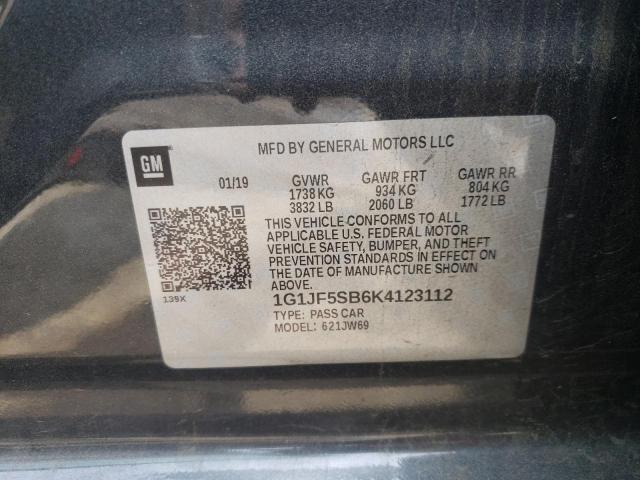 GM
MFD BY GENERAL MOTORS LLC
01/19 GVWR GAWR FRT GAWR RR
1738 KG 934 KG 804 KG
3832 LB 2060 LB 1772 LB
THIS VEHICLE CONFORMS TO ALL
APPLICABLE U.S. FEDERAL MOTOR
VEHICLE SAFETY, BUMPER, AND THEFT
PREVENTION STANDARDS IN EFFECT
ON THE DATE OF MANUFACTURE SHOWN
ABOVE.
139X
1G1JF5SB6K4123112
TYPE: PASS CAR
MODEL: 621JW69